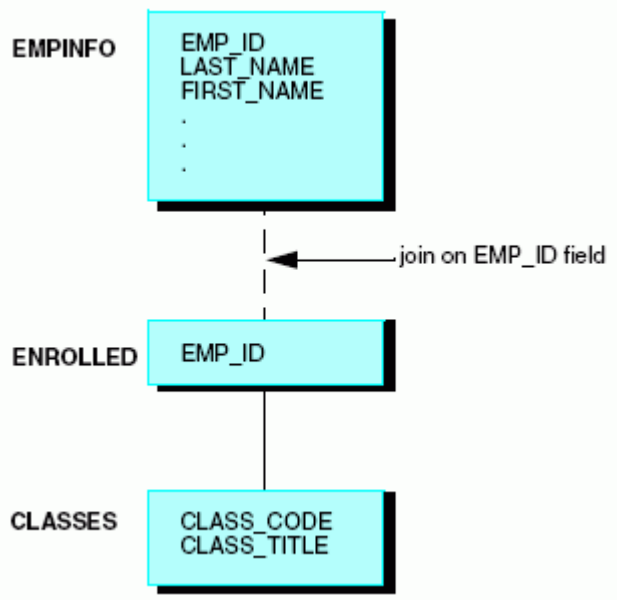 EMPINFO
EMP_ID
LAST_NAME
FIRST_NAME
.
.
.
join on EMP_ID field
ENROLLED
EMP_ID
CLASSES
CLASS_CODE
CLASS_TITLE